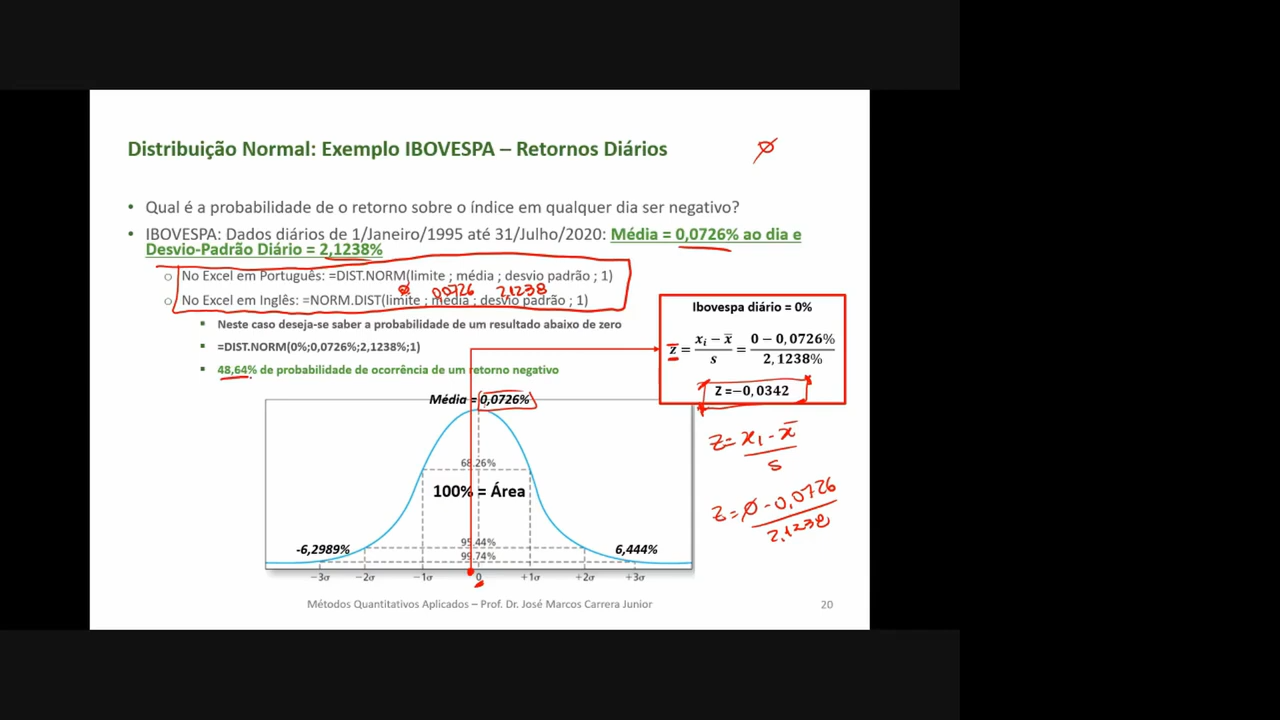 Distribuição Normal: Exemplo IBOVESPA – Retornos Diários
Ø
• Qual é a probabilidade de o retorno sobre o índice em qualquer dia ser negativo?
• IBOVESPA: Dados diários de 1/Janeiro/1995 até 31/Julho/2020: Média = 0,0726% ao dia e
Desvio-Padrão Diário = 2,1238%
o No Excel em Português: =DIST.NORM(limite ; média ; desvio padrão ; 1)
Ø 0,0726 2,1238
o No Excel em Inglês: =NORM.DIST(limite ; média ; desvio padrão ; 1)
▪ Neste caso deseja-se saber a probabilidade de um resultado abaixo de zero
▪ =DIST.NORM(0%;0,0726%;2,1238%;1)
▪ 48,64% de probabilidade de ocorrência de um retorno negativo
Ibovespa diário = 0%
z = (xᵢ − x̅)/s = (0 − 0,0726%)/2,1238%
Z =−0,0342
Z = (xᵢ - x̅)/s
Z = (Ø - 0,0726)/2,1238
Média = 0,0726%
68.26%
100% = Área
95.44%
-6,2989% 6,444%
99.74%
−3σ −2σ −1σ 0 +1σ +2σ +3σ
Métodos Quantitativos Aplicados – Prof. Dr. José Marcos Carrera Junior
20